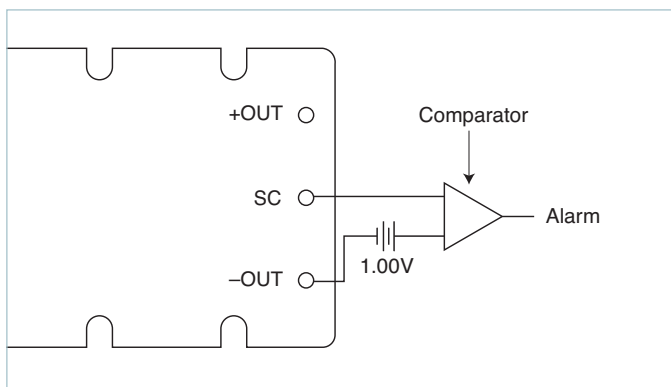 +OUT
Comparator
SC
Alarm
1.00V
–OUT